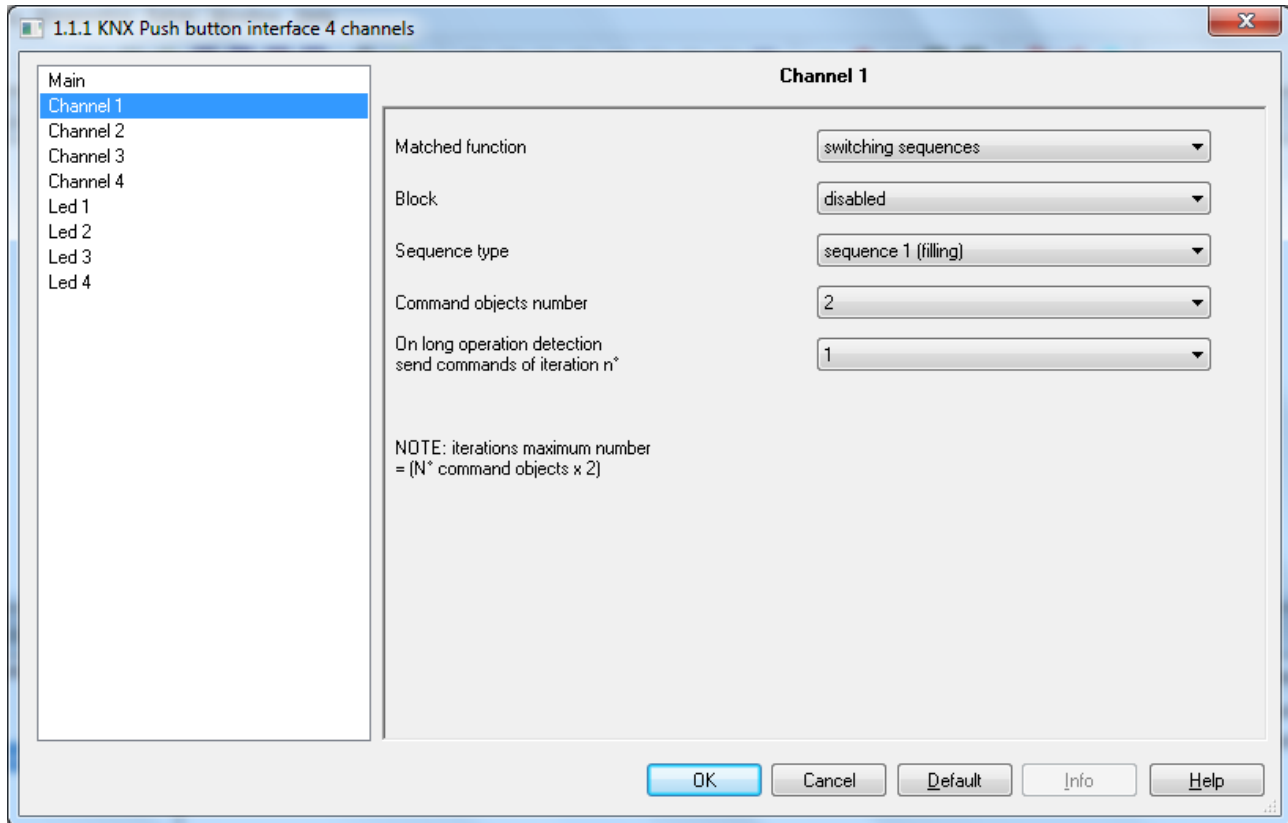 1.1.1 KNX Push button interface 4 channels
Main
Channel 1
Channel 2
Channel 3
Channel 4
Led 1
Led 2
Led 3
Led 4
Channel 1
Matched function
switching sequences
Block
disabled
Sequence type
sequence 1 (filling)
Command objects number
2
On long operation detection
send commands of iteration n°
1
NOTE: iterations maximum number
= (N° command objects x 2)
OK
Cancel
Default
Info
Help